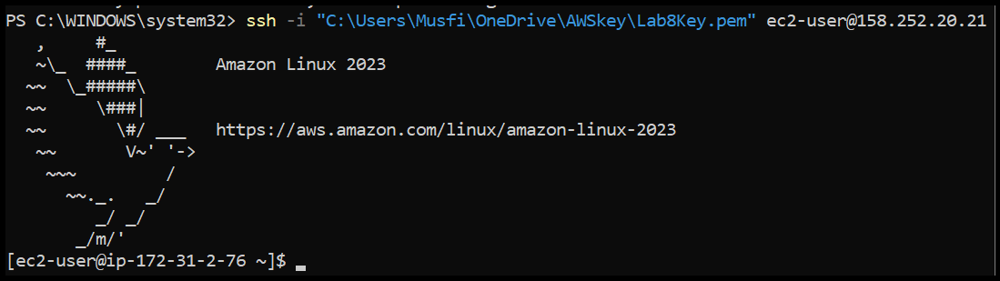 PS C:\WINDOWS\system32> ssh -i "C:\Users\Musfi\OneDrive\AWSkey\Lab8Key.pem" ec2-user@158.252.20.21
   ,     #_
   ~\_  ####_        Amazon Linux 2023
  ~~  \_#####\
  ~~     \###|
  ~~       \#/ ___   https://aws.amazon.com/linux/amazon-linux-2023
   ~~       V~' '->
    ~~~         /
      ~~._.   _/
         _/ _/
       _/m/'
[ec2-user@ip-172-31-2-76 ~]$